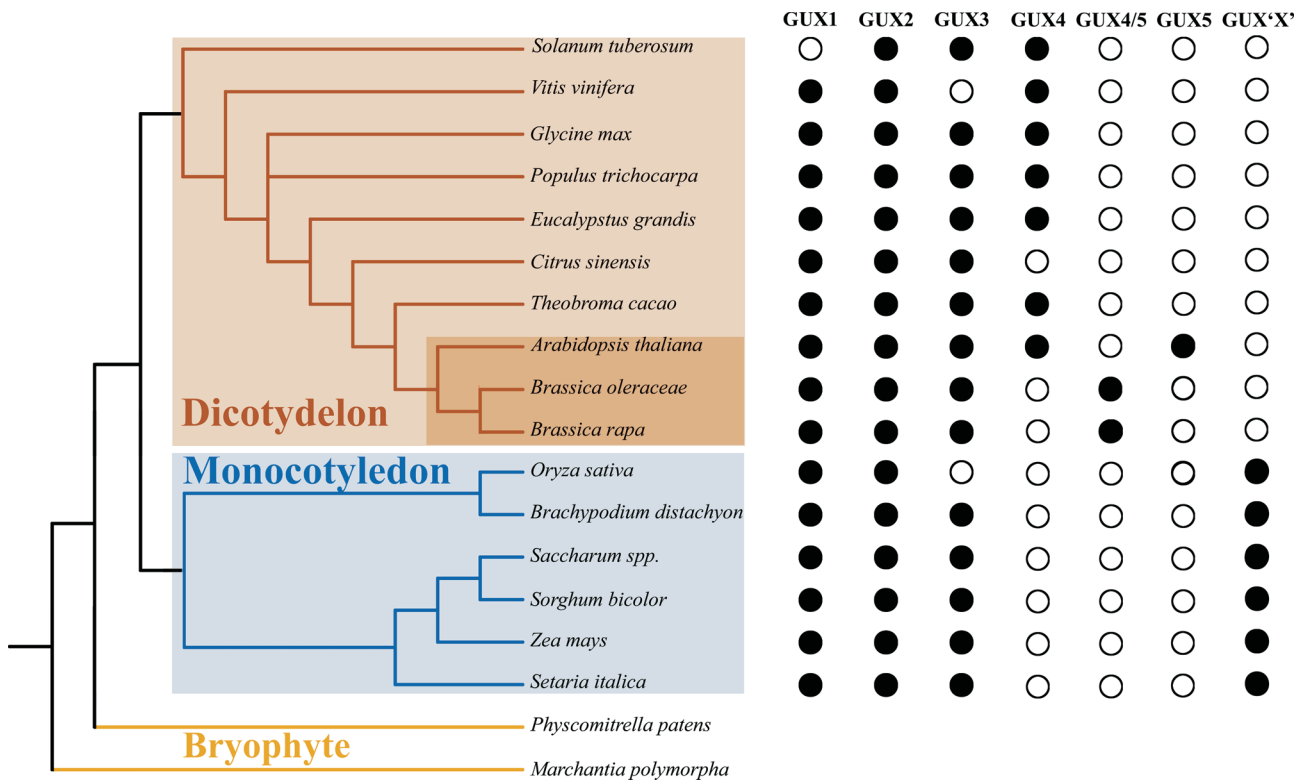 GUX1 GUX2 GUX3 GUX4 GUX4/5 GUX5 GUX‘X’
Solanum tuberosum
Vitis vinifera
Glycine max
Populus trichocarpa
Eucalypstus grandis
Citrus sinensis
Theobroma cacao
Arabidopsis thaliana
Brassica oleraceae
Dicotydelon
Brassica rapa
Monocotyledon
Oryza sativa
Brachypodium distachyon
Saccharum spp.
Sorghum bicolor
Zea mays
Setaria italica
Physcomitrella patens
Bryophyte
Marchantia polymorpha